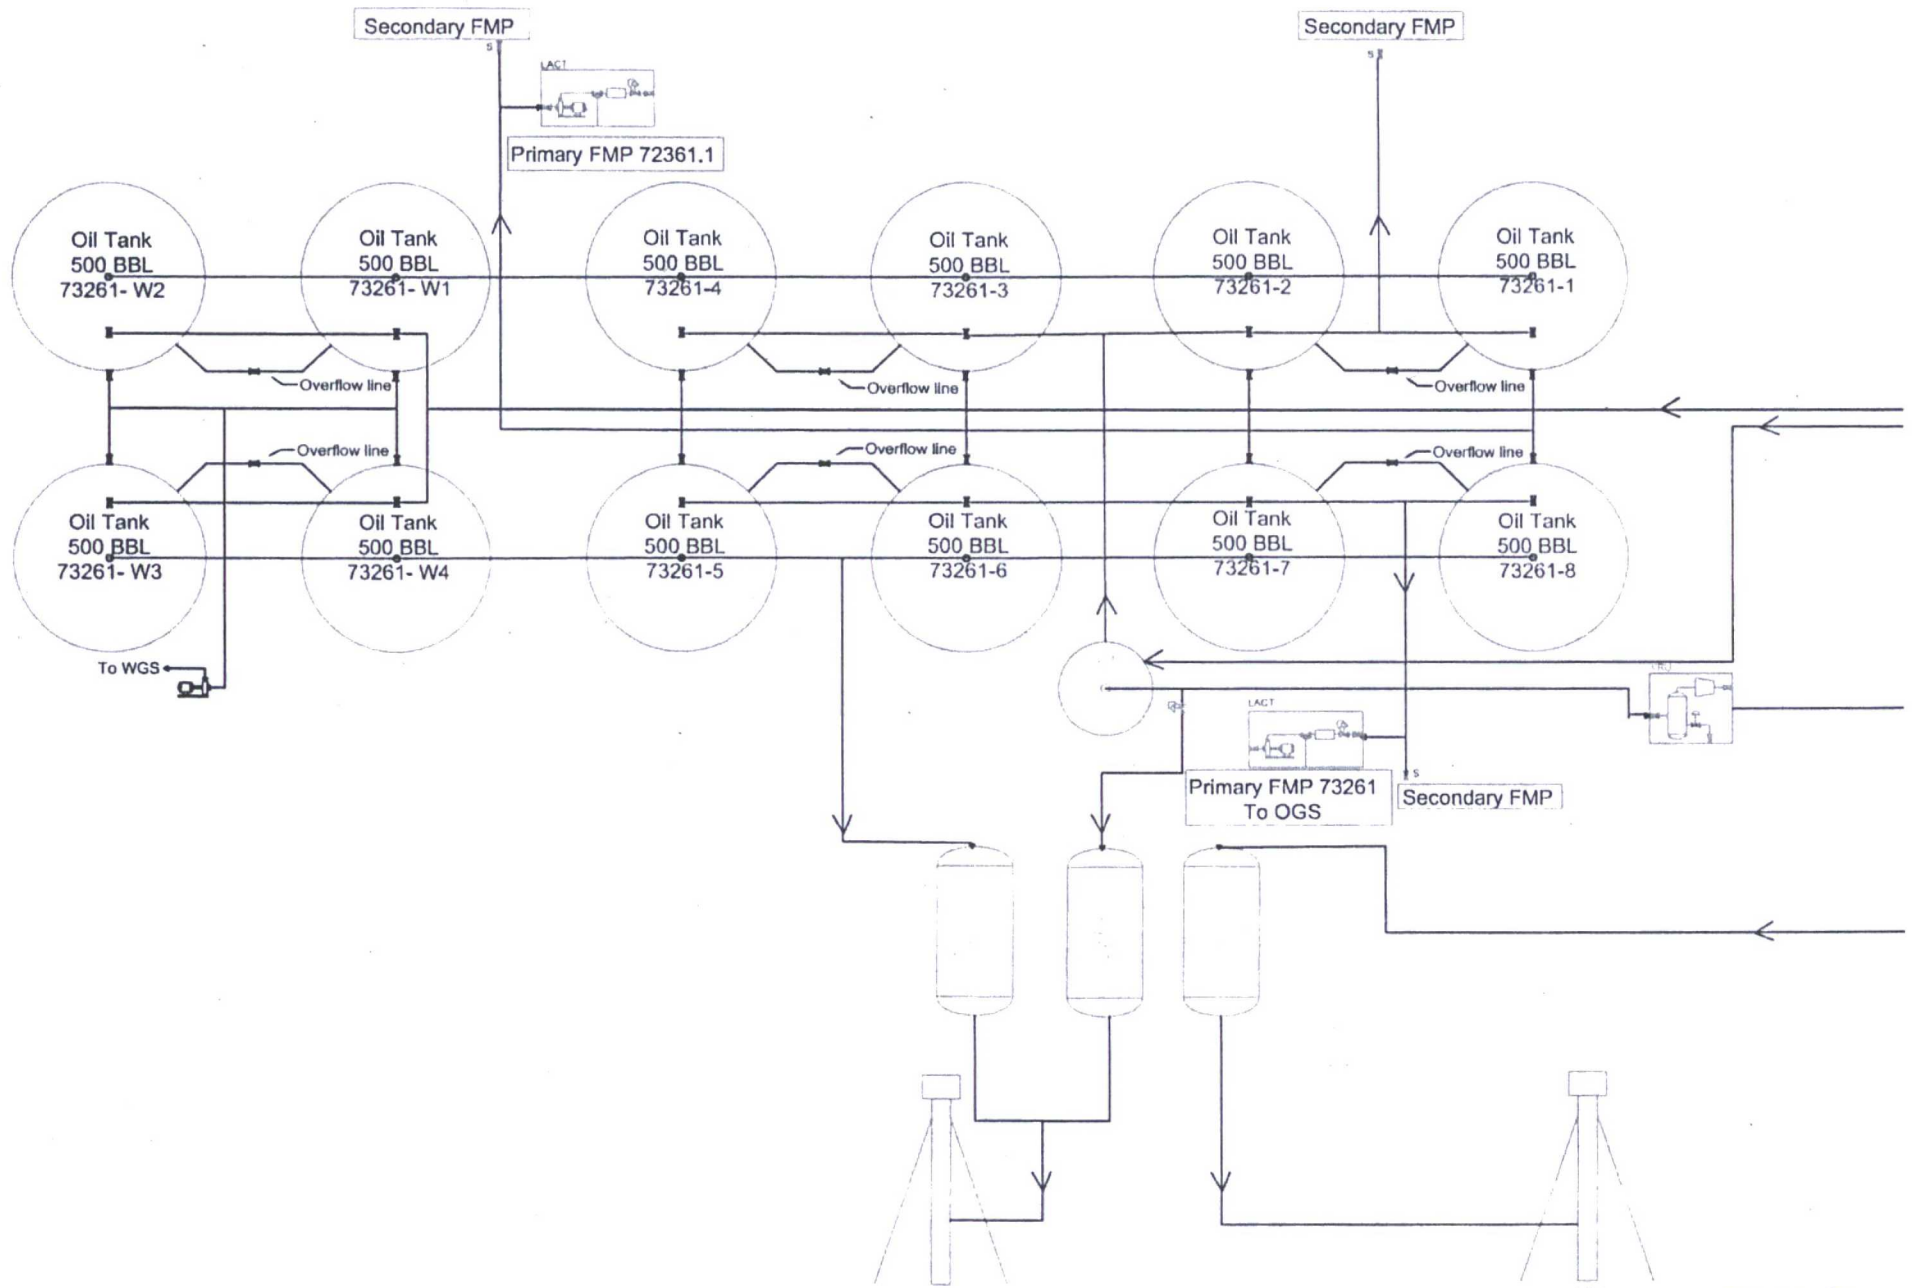 Secondary FMP
Secondary FMP
S
S
LACT
Primary FMP 72361.1
Oil Tank
500 BBL
73261- W2
Oil Tank
500 BBL
73261- W1
Oil Tank
500 BBL
73261-4
Oil Tank
500 BBL
73261-3
Oil Tank
500 BBL
73261-2
Oil Tank
500 BBL
73261-1
Overflow line
Overflow line
Overflow line
Overflow line
Overflow line
Overflow line
Oil Tank
500 BBL
73261- W3
Oil Tank
500 BBL
73261- W4
Oil Tank
500 BBL
73261-5
Oil Tank
500 BBL
73261-6
Oil Tank
500 BBL
73261-7
Oil Tank
500 BBL
73261-8
To WGS
LACT
S
Primary FMP 73261
To OGS
Secondary FMP